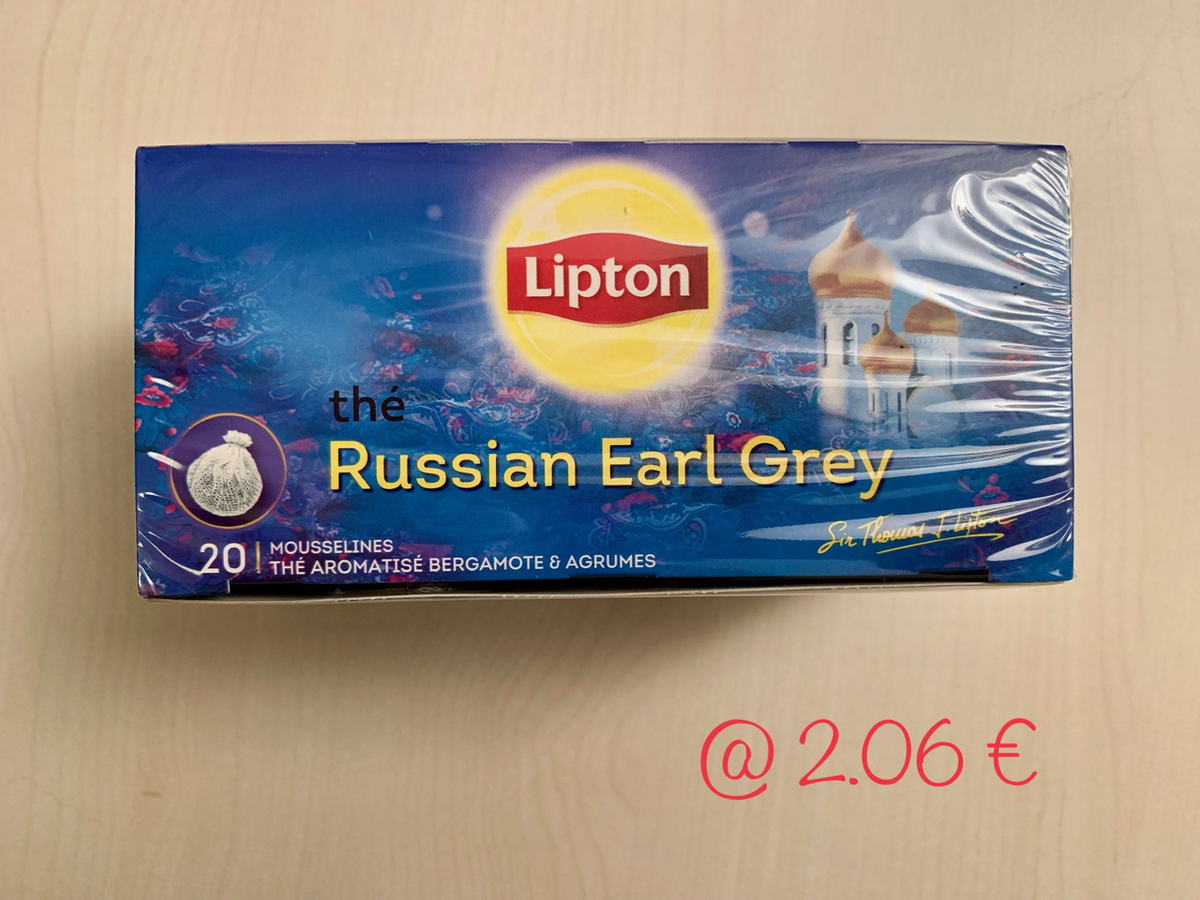 Lipton
thé
Russian Earl Grey
Sir Thomas J. Lipton
20 | MOUSSELINES
THÉ AROMATISÉ BERGAMOTE & AGRUMES
@ 2.06 €